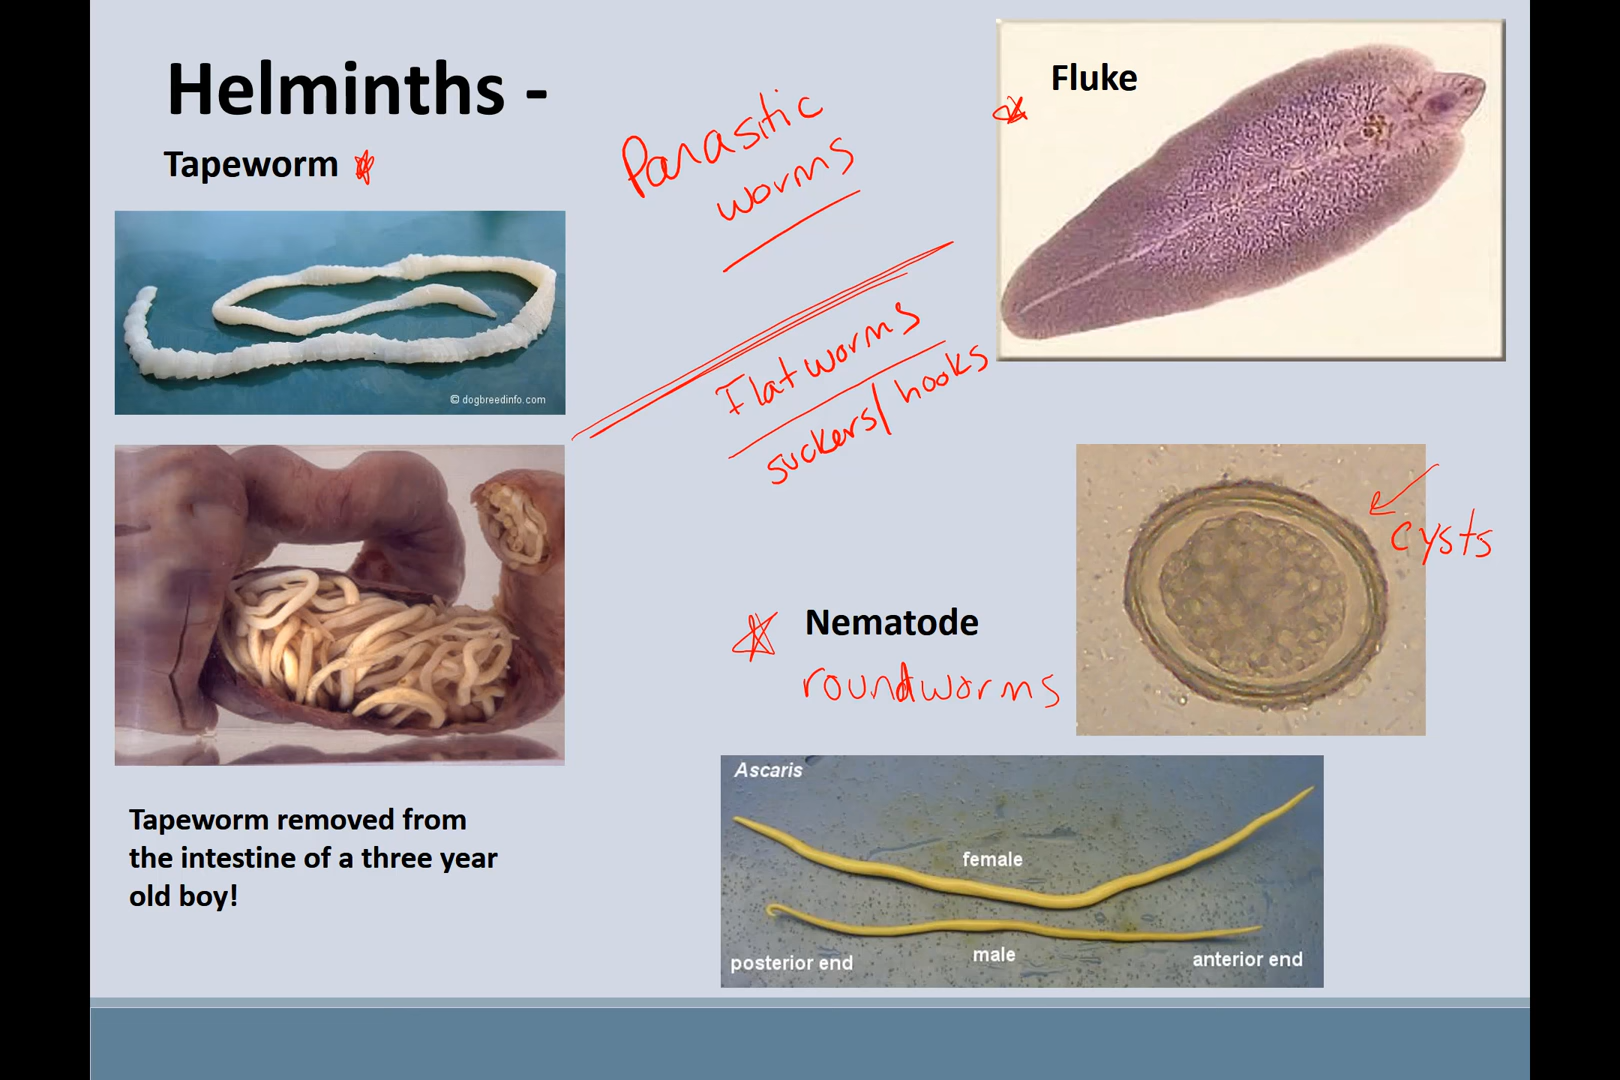 Helminths -
Tapeworm
Parasitic
worms
Fluke
© dogbreedinfo.com
Flatworms
suckers/hooks
cysts
Nematode
roundworms
Tapeworm removed from
the intestine of a three year
old boy!
Ascaris
female
male
posterior end
anterior end